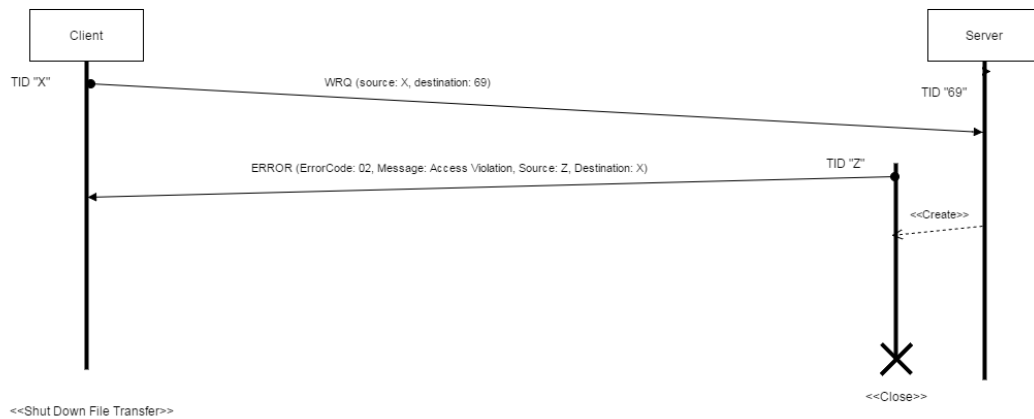 Client
Server
TID "X"
WRQ (source: X, destination: 69)
TID "69"
ERROR (ErrorCode: 02, Message: Access Violation, Source: Z, Destination: X)
TID "Z"
<<Create>>
<<Close>>
<<Shut Down File Transfer>>